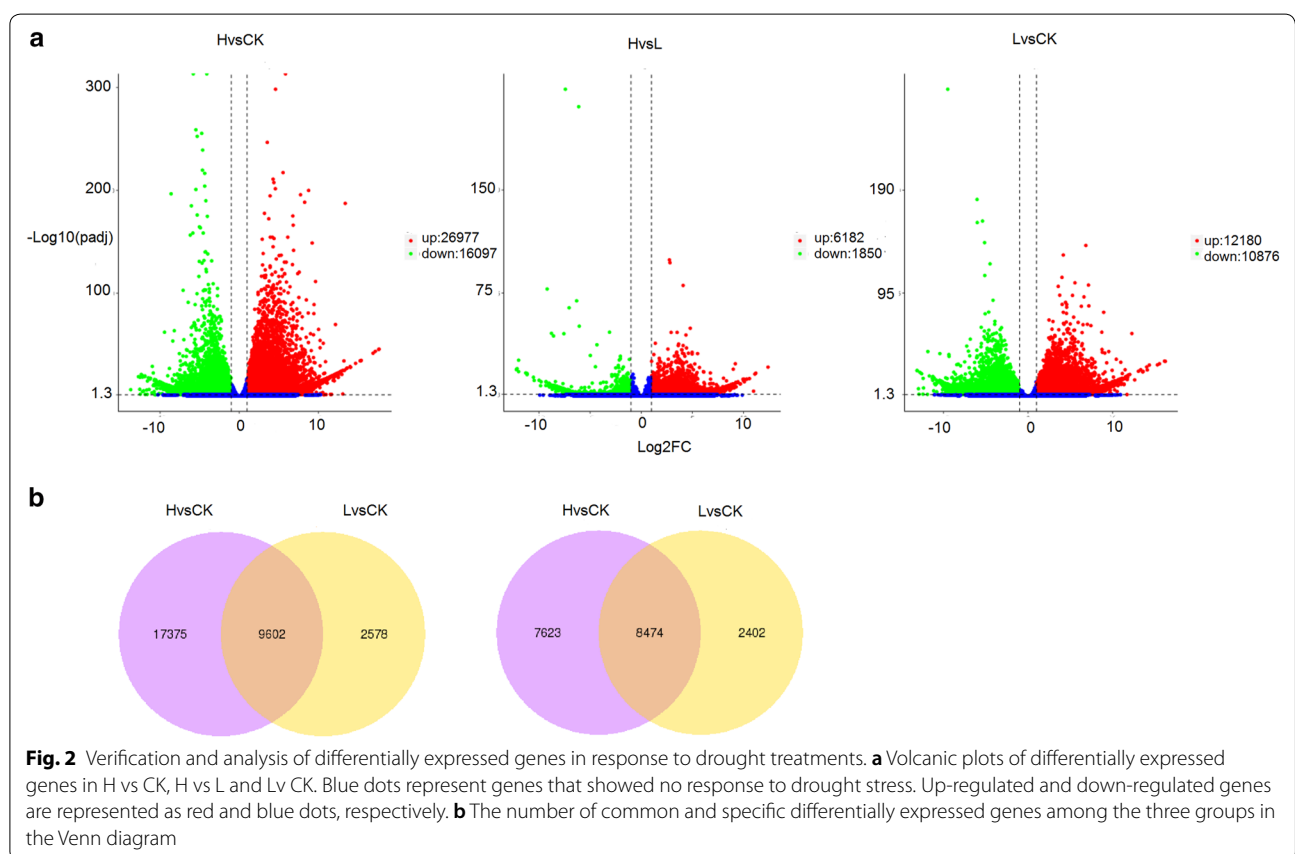 a
HvsCK
HvsL
LvsCK
300
200
-Log10(padj)
100
1.3
-10
0
10
up:26977
down:16097
150
75
1.3
-10
0
10
Log2FC
up:6182
down:1850
190
95
1.3
-10
0
10
up:12180
down:10876
b
HvsCK
LvsCK
17375
9602
2578
HvsCK
LvsCK
7623
8474
2402
Fig. 2 Verification and analysis of differentially expressed genes in response to drought treatments. a Volcanic plots of differentially expressed
genes in H vs CK, H vs L and Lv CK. Blue dots represent genes that showed no response to drought stress. Up-regulated and down-regulated genes
are represented as red and blue dots, respectively. b The number of common and specific differentially expressed genes among the three groups in
the Venn diagram